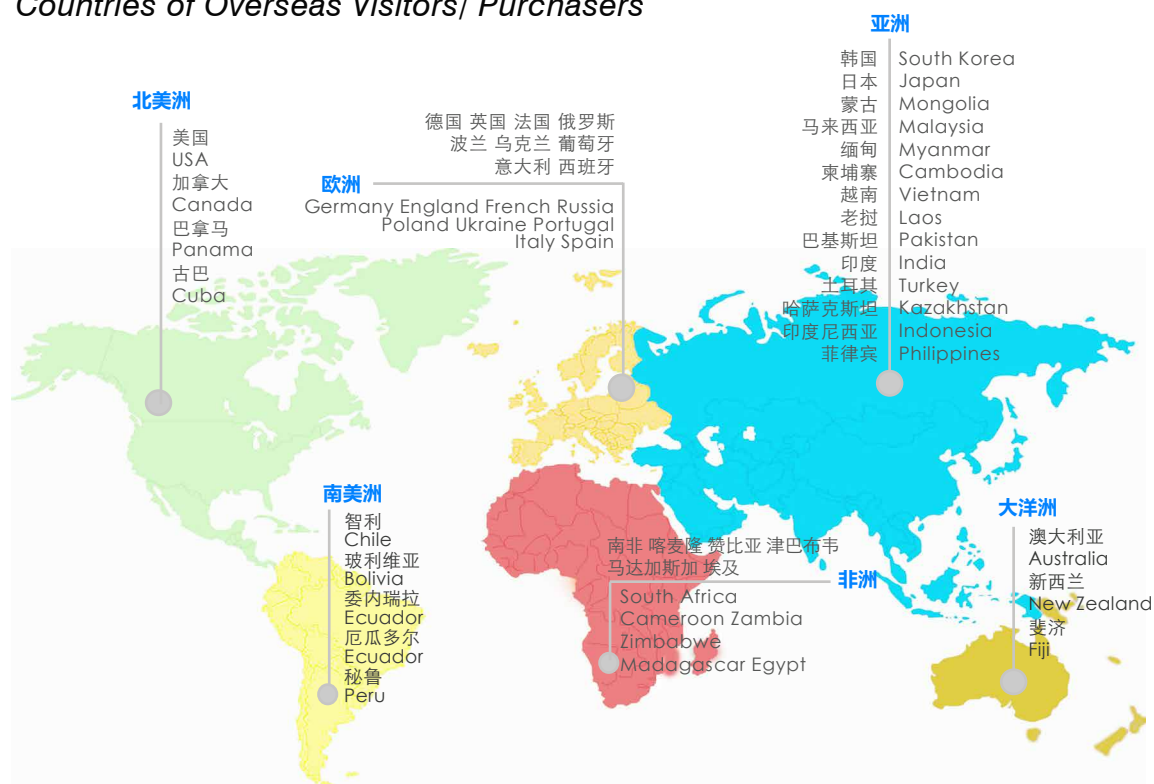 Countries of Overseas Visitors/ Purchasers
北美洲
美国
USA
加拿大
Canada
巴拿马
Panama
古巴
Cuba
德国 英国 法国 俄罗斯
波兰 乌克兰 葡萄牙
意大利 西班牙
欧洲
Germany England French Russia
Poland Ukraine Portugal
Italy Spain
亚洲
韩国 South Korea
日本 Japan
蒙古 Mongolia
马来西亚 Malaysia
缅甸 Myanmar
柬埔寨 Cambodia
越南 Vietnam
老挝 Laos
巴基斯坦 Pakistan
印度 India
土耳其 Turkey
哈萨克斯坦 Kazakhstan
印度尼西亚 Indonesia
菲律宾 Philippines
南美洲
智利
Chile
玻利维亚
Bolivia
委内瑞拉
Ecuador
厄瓜多尔
Ecuador
秘鲁
Peru
南非 喀麦隆 赞比亚 津巴布韦
马达加斯加 埃及
非洲
South Africa
Cameroon Zambia
Zimbabwe
Madagascar Egypt
大洋洲
澳大利亚
Australia
新西兰
New Zealand
斐济
Fiji